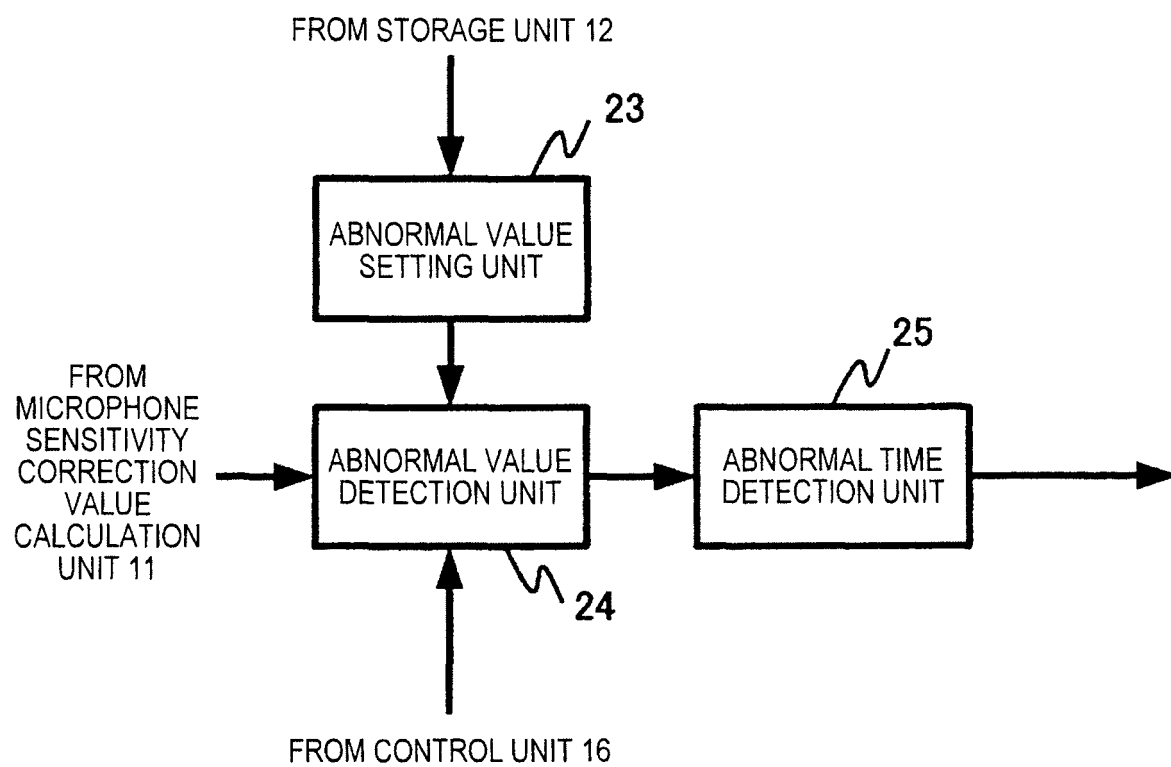 FROM STORAGE UNIT 12
23
ABNORMAL VALUE
SETTING UNIT
25
FROM
MICROPHONE
SENSITIVITY
CORRECTION
VALUE
CALCULATION
UNIT 11
ABNORMAL VALUE
DETECTION UNIT
ABNORMAL TIME
DETECTION UNIT
24
FROM CONTROL UNIT 16